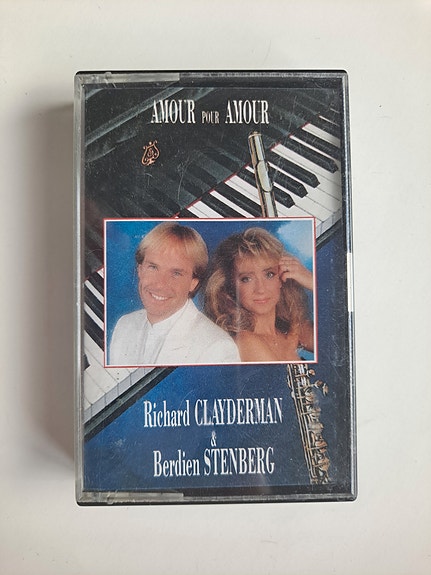 AMOUR POUR AMOUR
Richard CLAYDERMAN
&
Berdien STENBERG